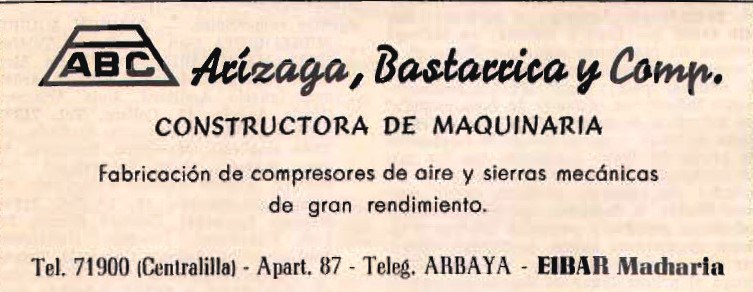 ABC Arízaga, Bastarrica y Comp.
CONSTRUCTORA DE MAQUINARIA
Fabricación de compresores de aire y sierras mecánicas
de gran rendimiento.
Tel. 71900 (Centralilla) - Apart. 87 - Teleg. ARBAYA - EIBAR Macharia